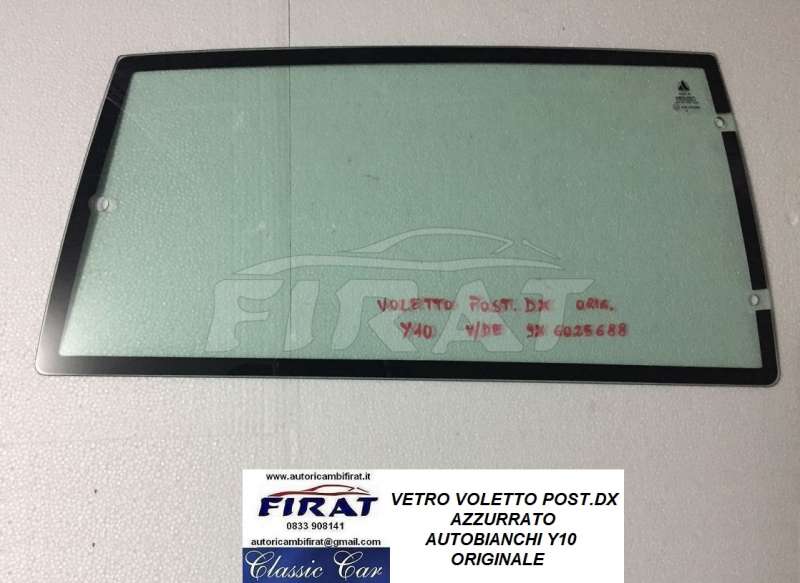 VOLETTO POST. DX ORIG.
Y10 V/DE SX 6025688
FIRAT
www.autoricambifirat.it
FIRAT
0833 908141
autoricambifirat@gmail.com
Classic Car
VETRO VOLETTO POST.DX
AZZURRATO
AUTOBIANCHI Y10
ORIGINALE